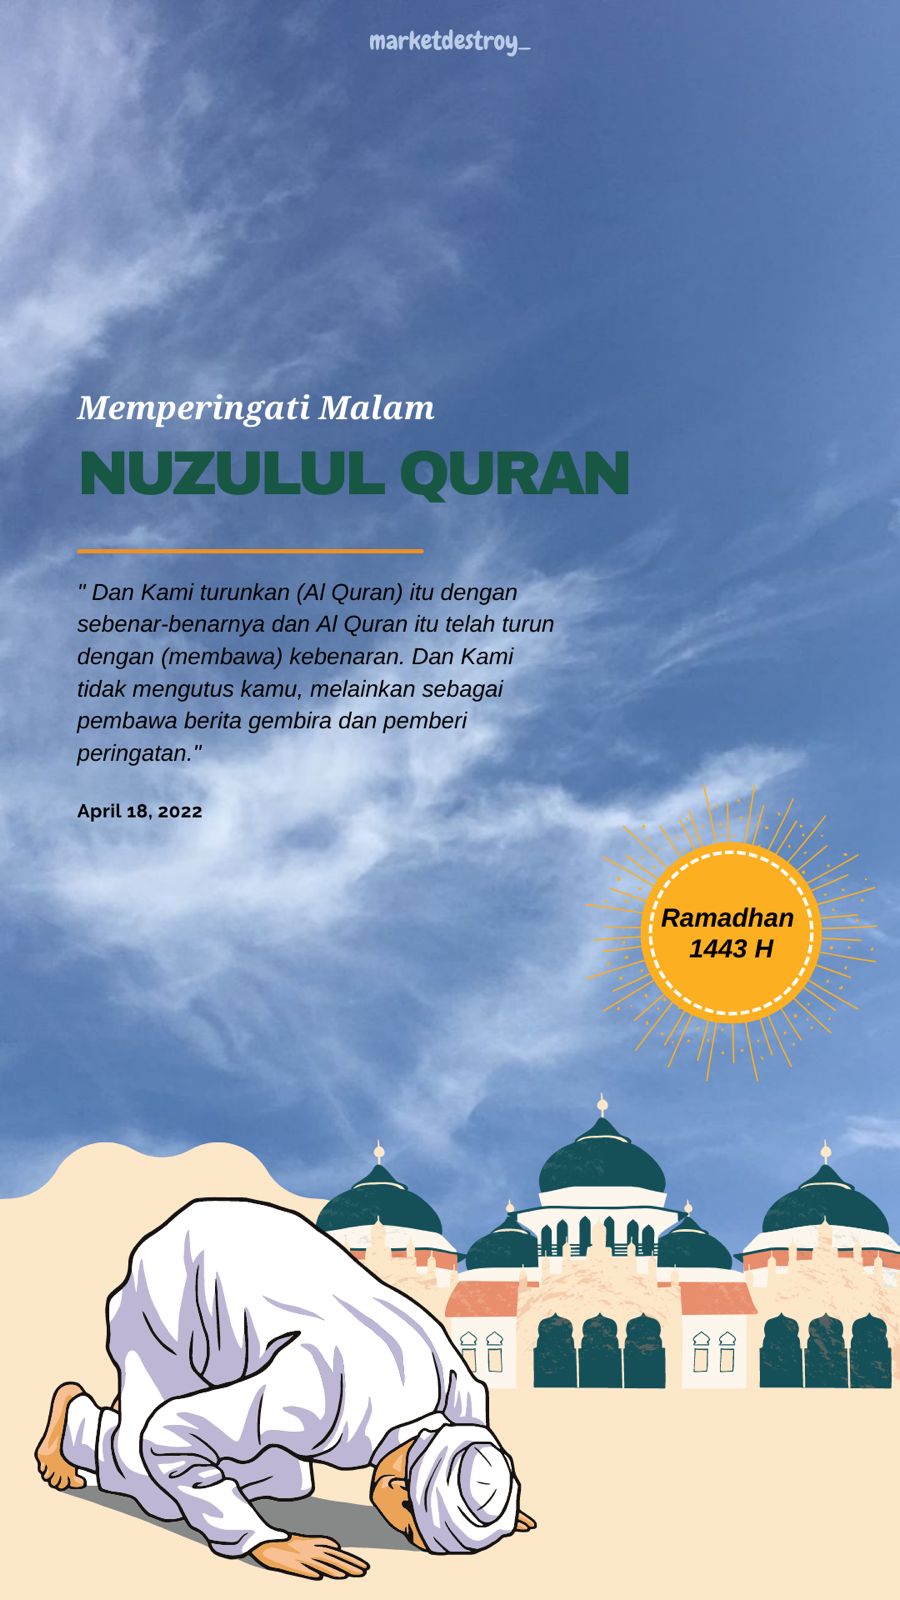 marketdestroy_
Memperingati Malam
NUZULUL QURAN
" Dan Kami turunkan (Al Quran) itu dengan
sebenar-benarnya dan Al Quran itu telah turun
dengan (membawa) kebenaran. Dan Kami
tidak mengutus kamu, melainkan sebagai
pembawa berita gembira dan pemberi
peringatan."
April 18, 2022
Ramadhan
1443 H